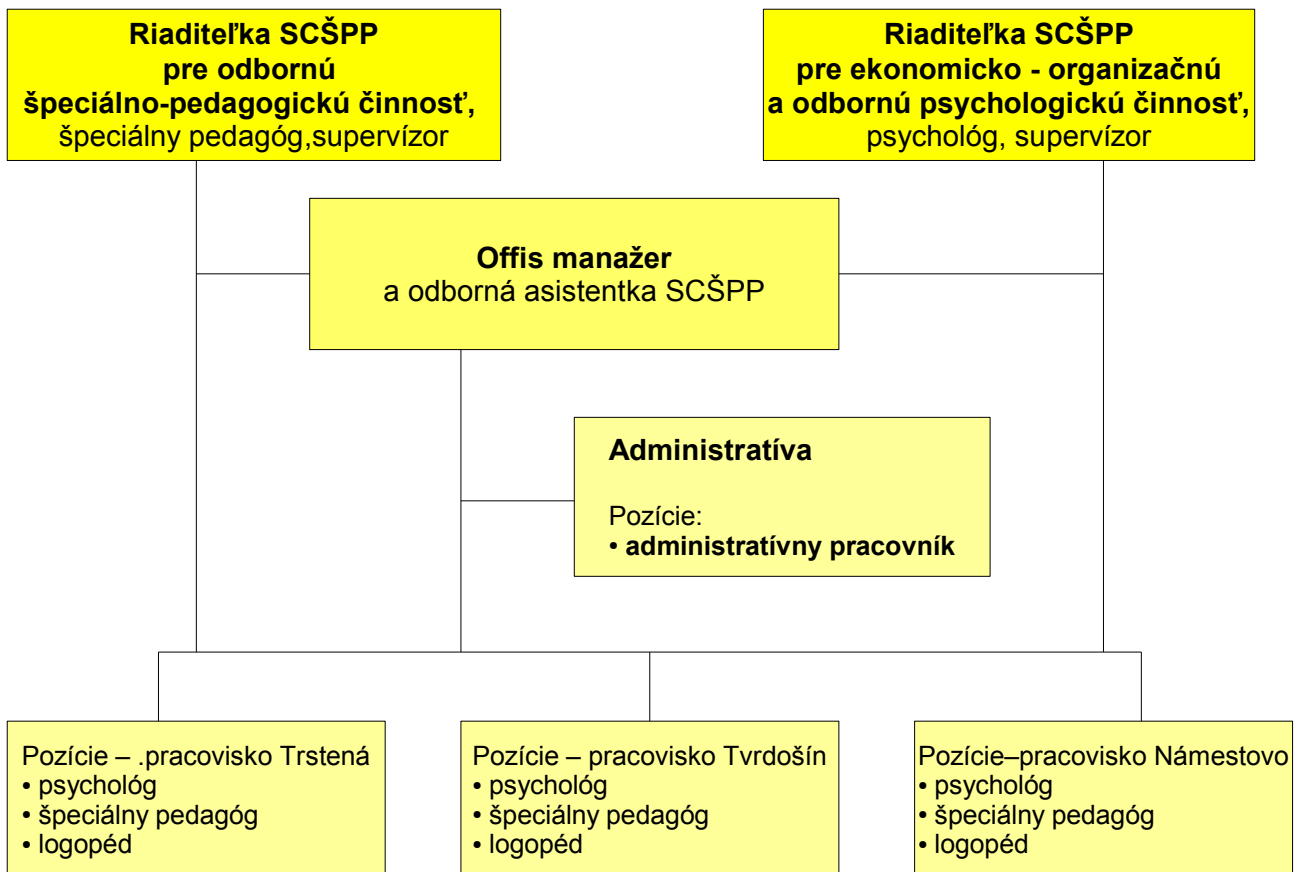 Riaditeľka SCŠPP
pre odbornú
špeciálno-pedagogickú činnosť,
špeciálny pedagóg,supervízor
Riaditeľka SCŠPP
pre ekonomicko - organizačnú
a odbornú psychologickú činnosť,
psychológ, supervízor
Offis manažer
a odborná asistentka SCŠPP
Administratíva
Pozície:
• administratívny pracovník
Pozície – .pracovisko Trstená
• psychológ
• špeciálny pedagóg
• logopéd
Pozície – pracovisko Tvrdošín
• psychológ
• špeciálny pedagóg
• logopéd
Pozície–pracovisko Námestovo
• psychológ
• špeciálny pedagóg
• logopéd